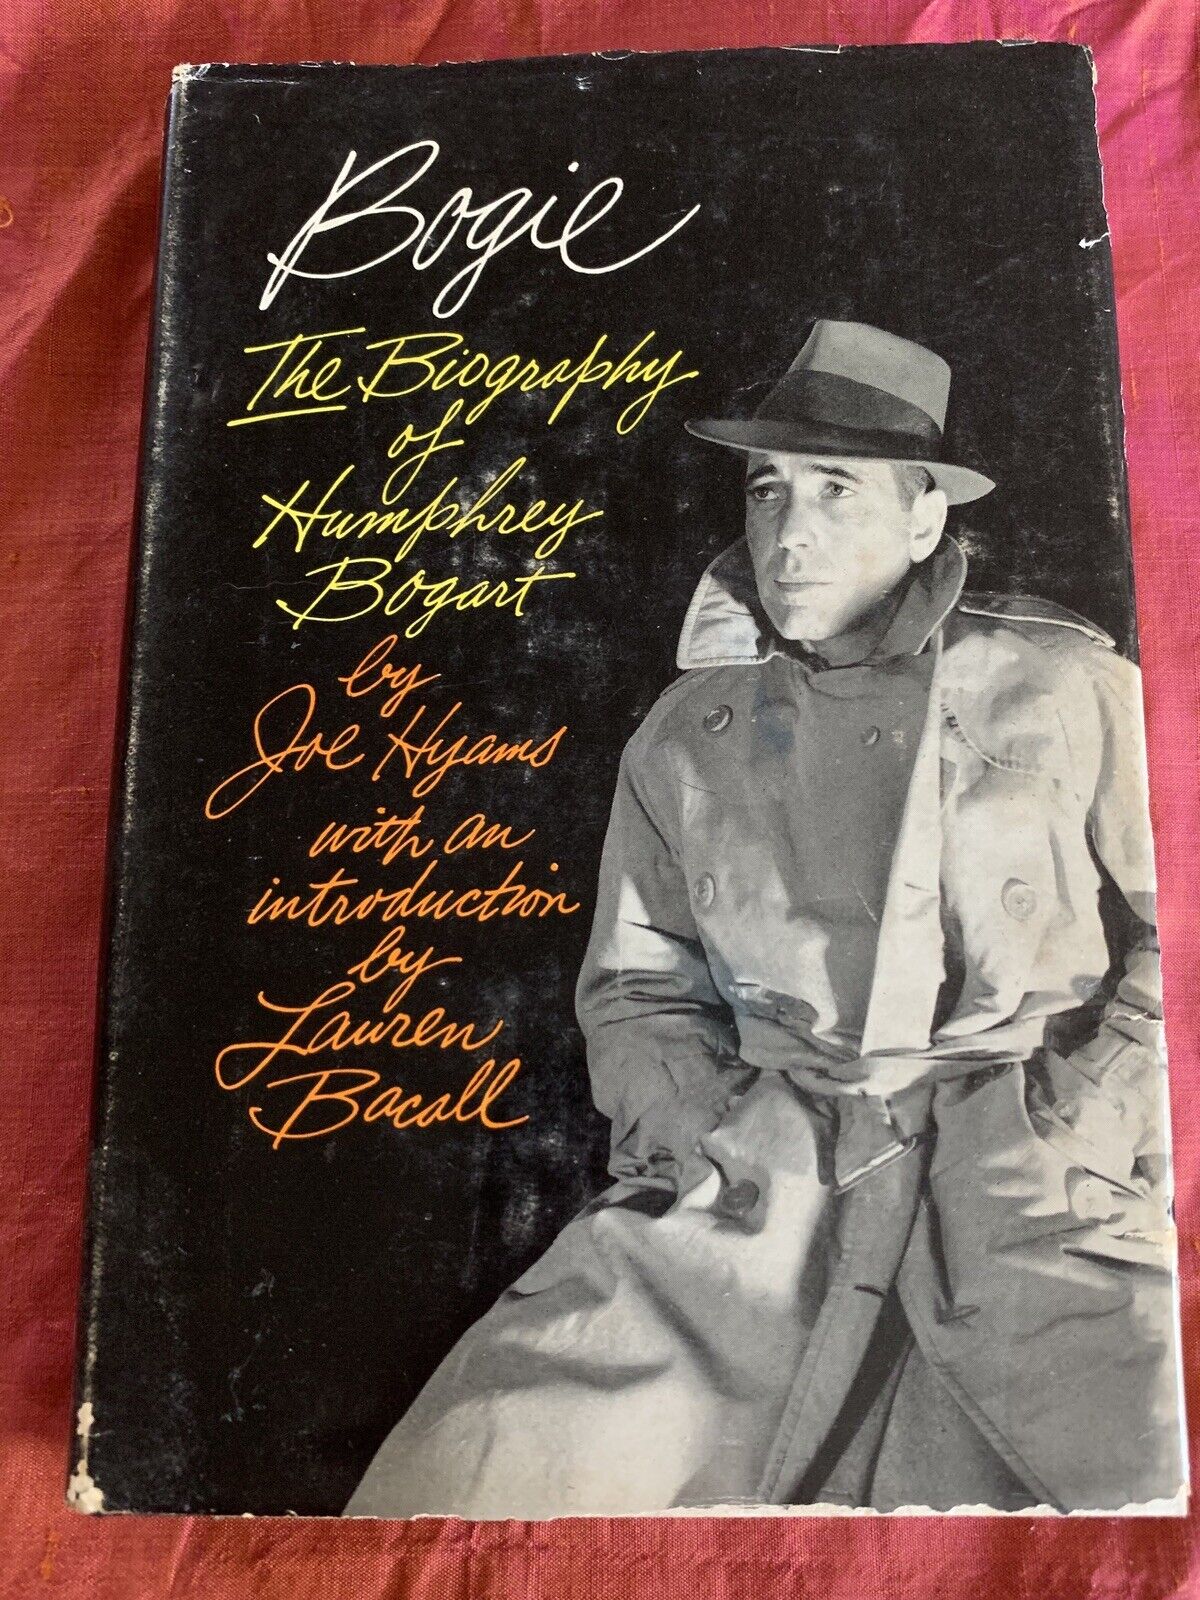 Bogie
The Biography
of
Humphrey
Bogart
by
Joe Hyams
with an
introduction
by
Lauren
Bacall